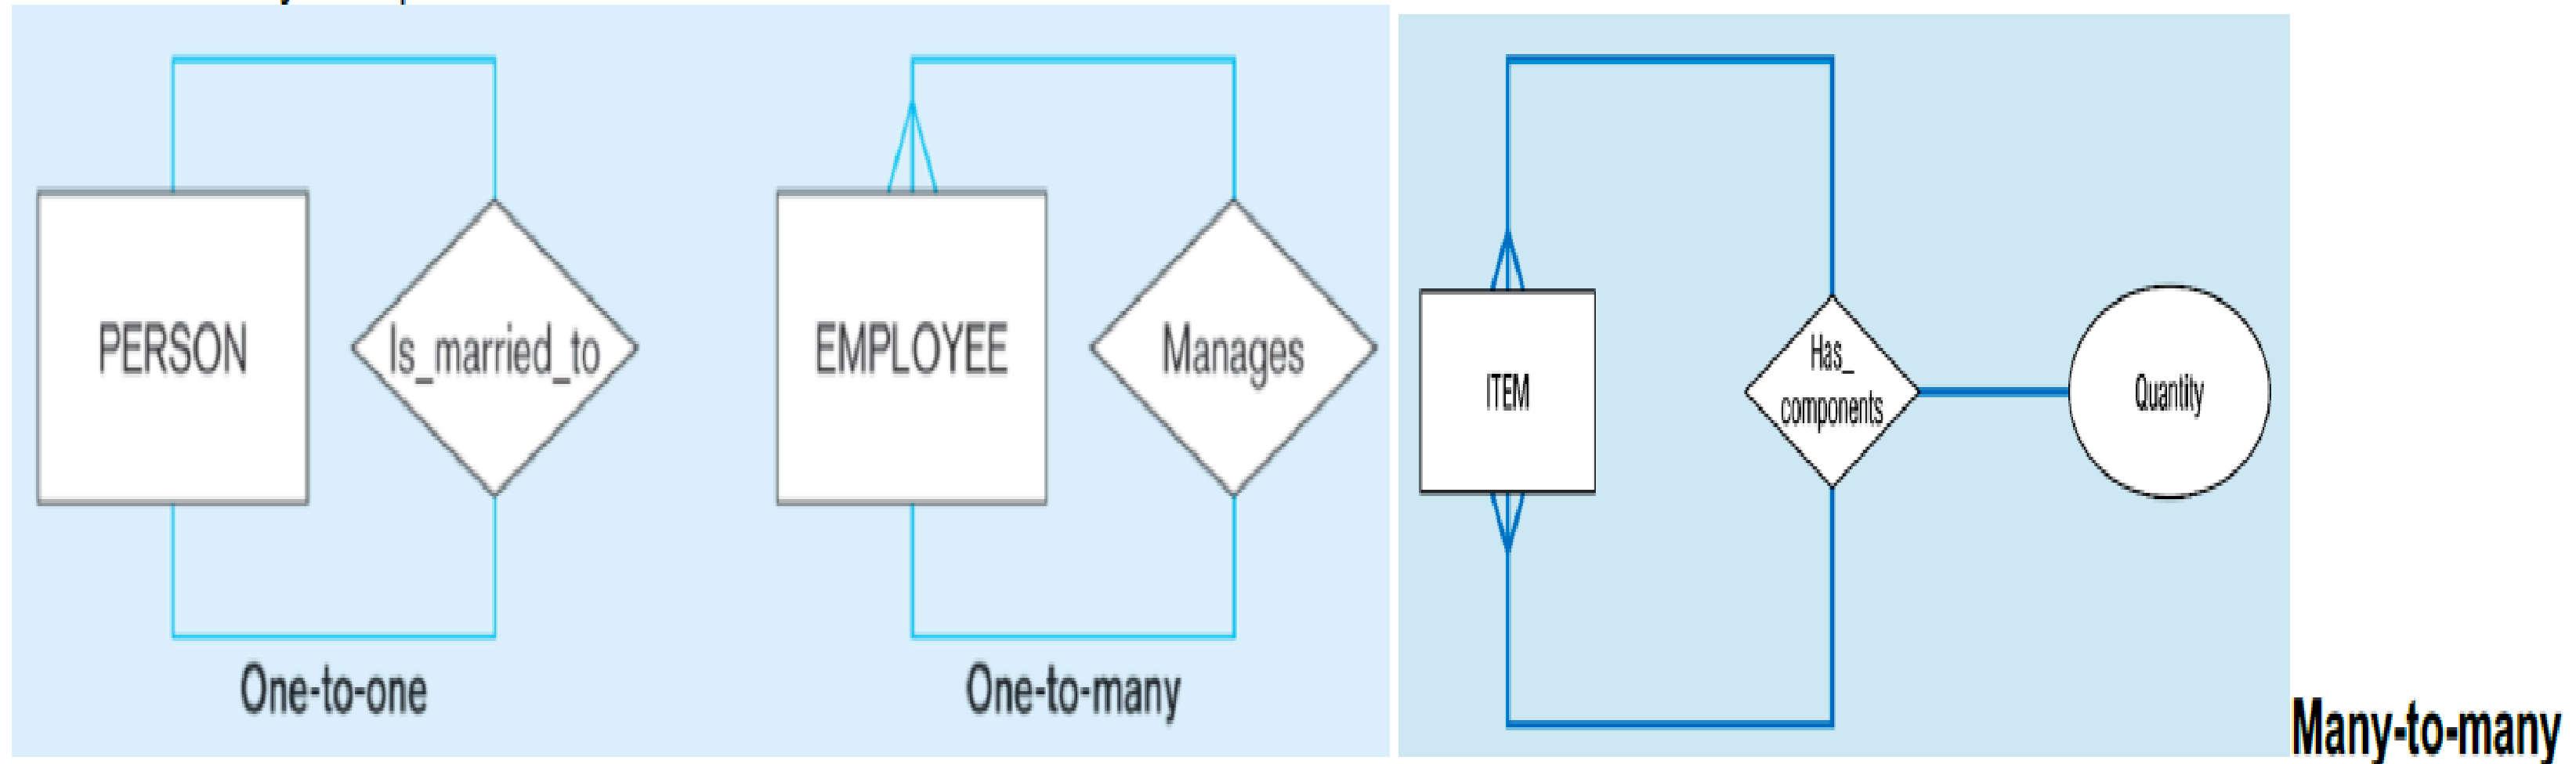 PERSON
Is_married_to
One-to-one
EMPLOYEE
Manages
One-to-many
ITEM
Has_
components
Quantity
Many-to-many